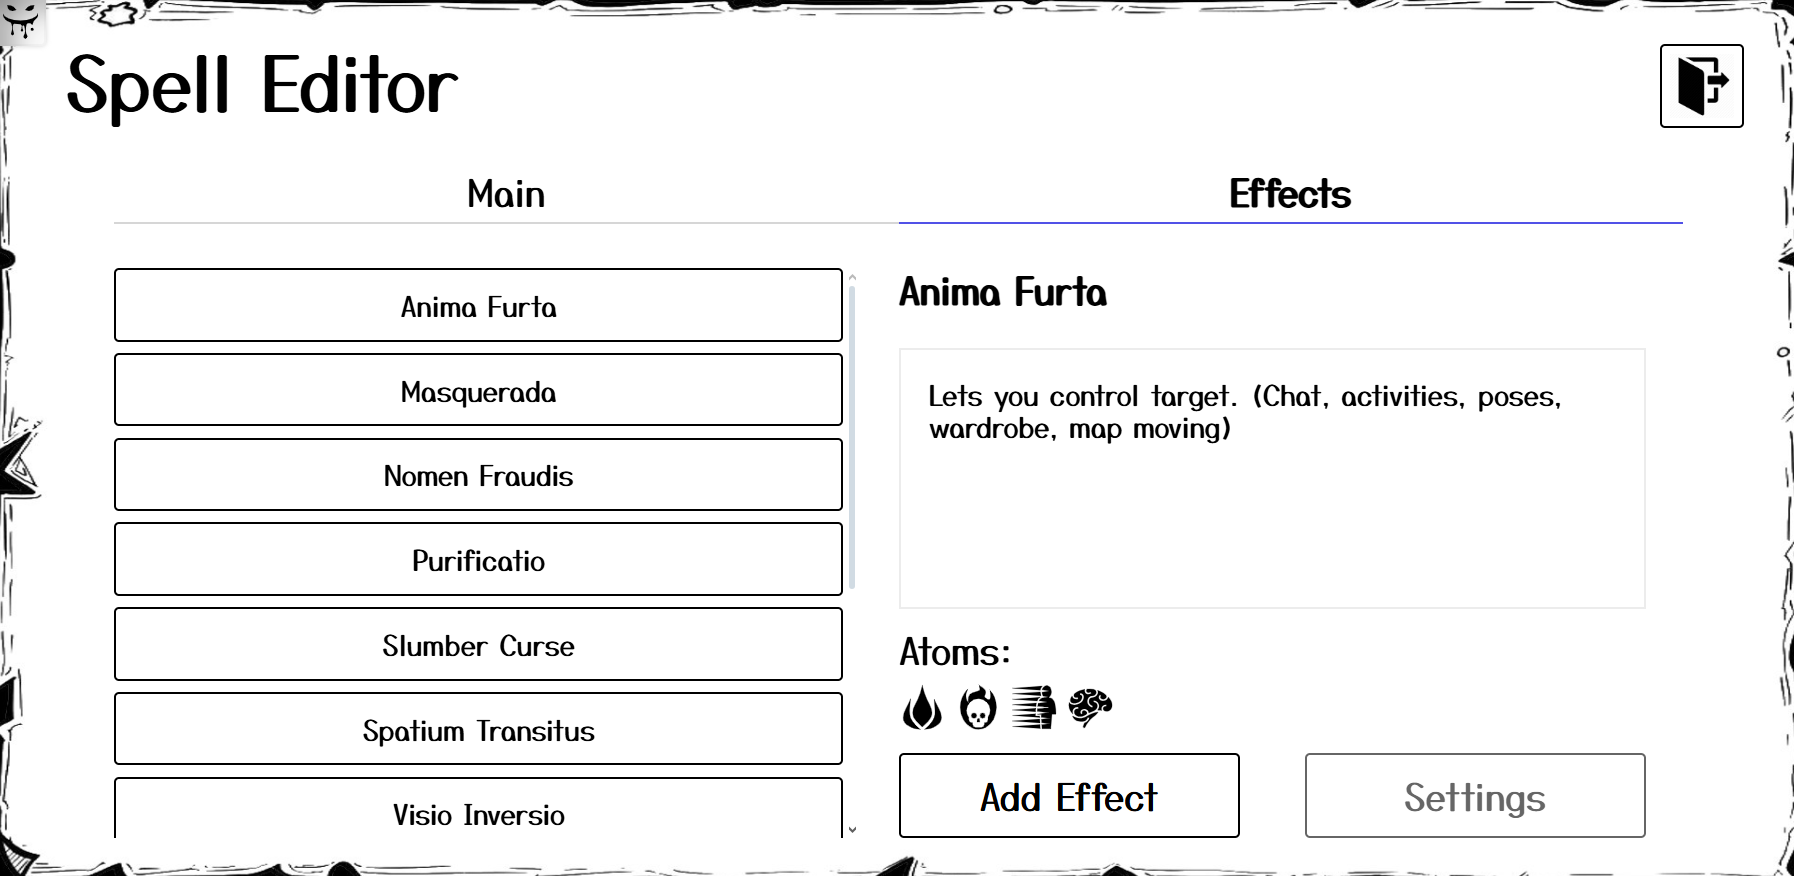 Spell Editor
Main
Effects
Anima Furta
Masquerada
Nomen Fraudis
Purificatio
Slumber Curse
Spatium Transitus
Visio Inversio
Anima Furta
Lets you control target. (Chat, activities, poses,
wardrobe, map moving)
Atoms:
Add Effect
Settings